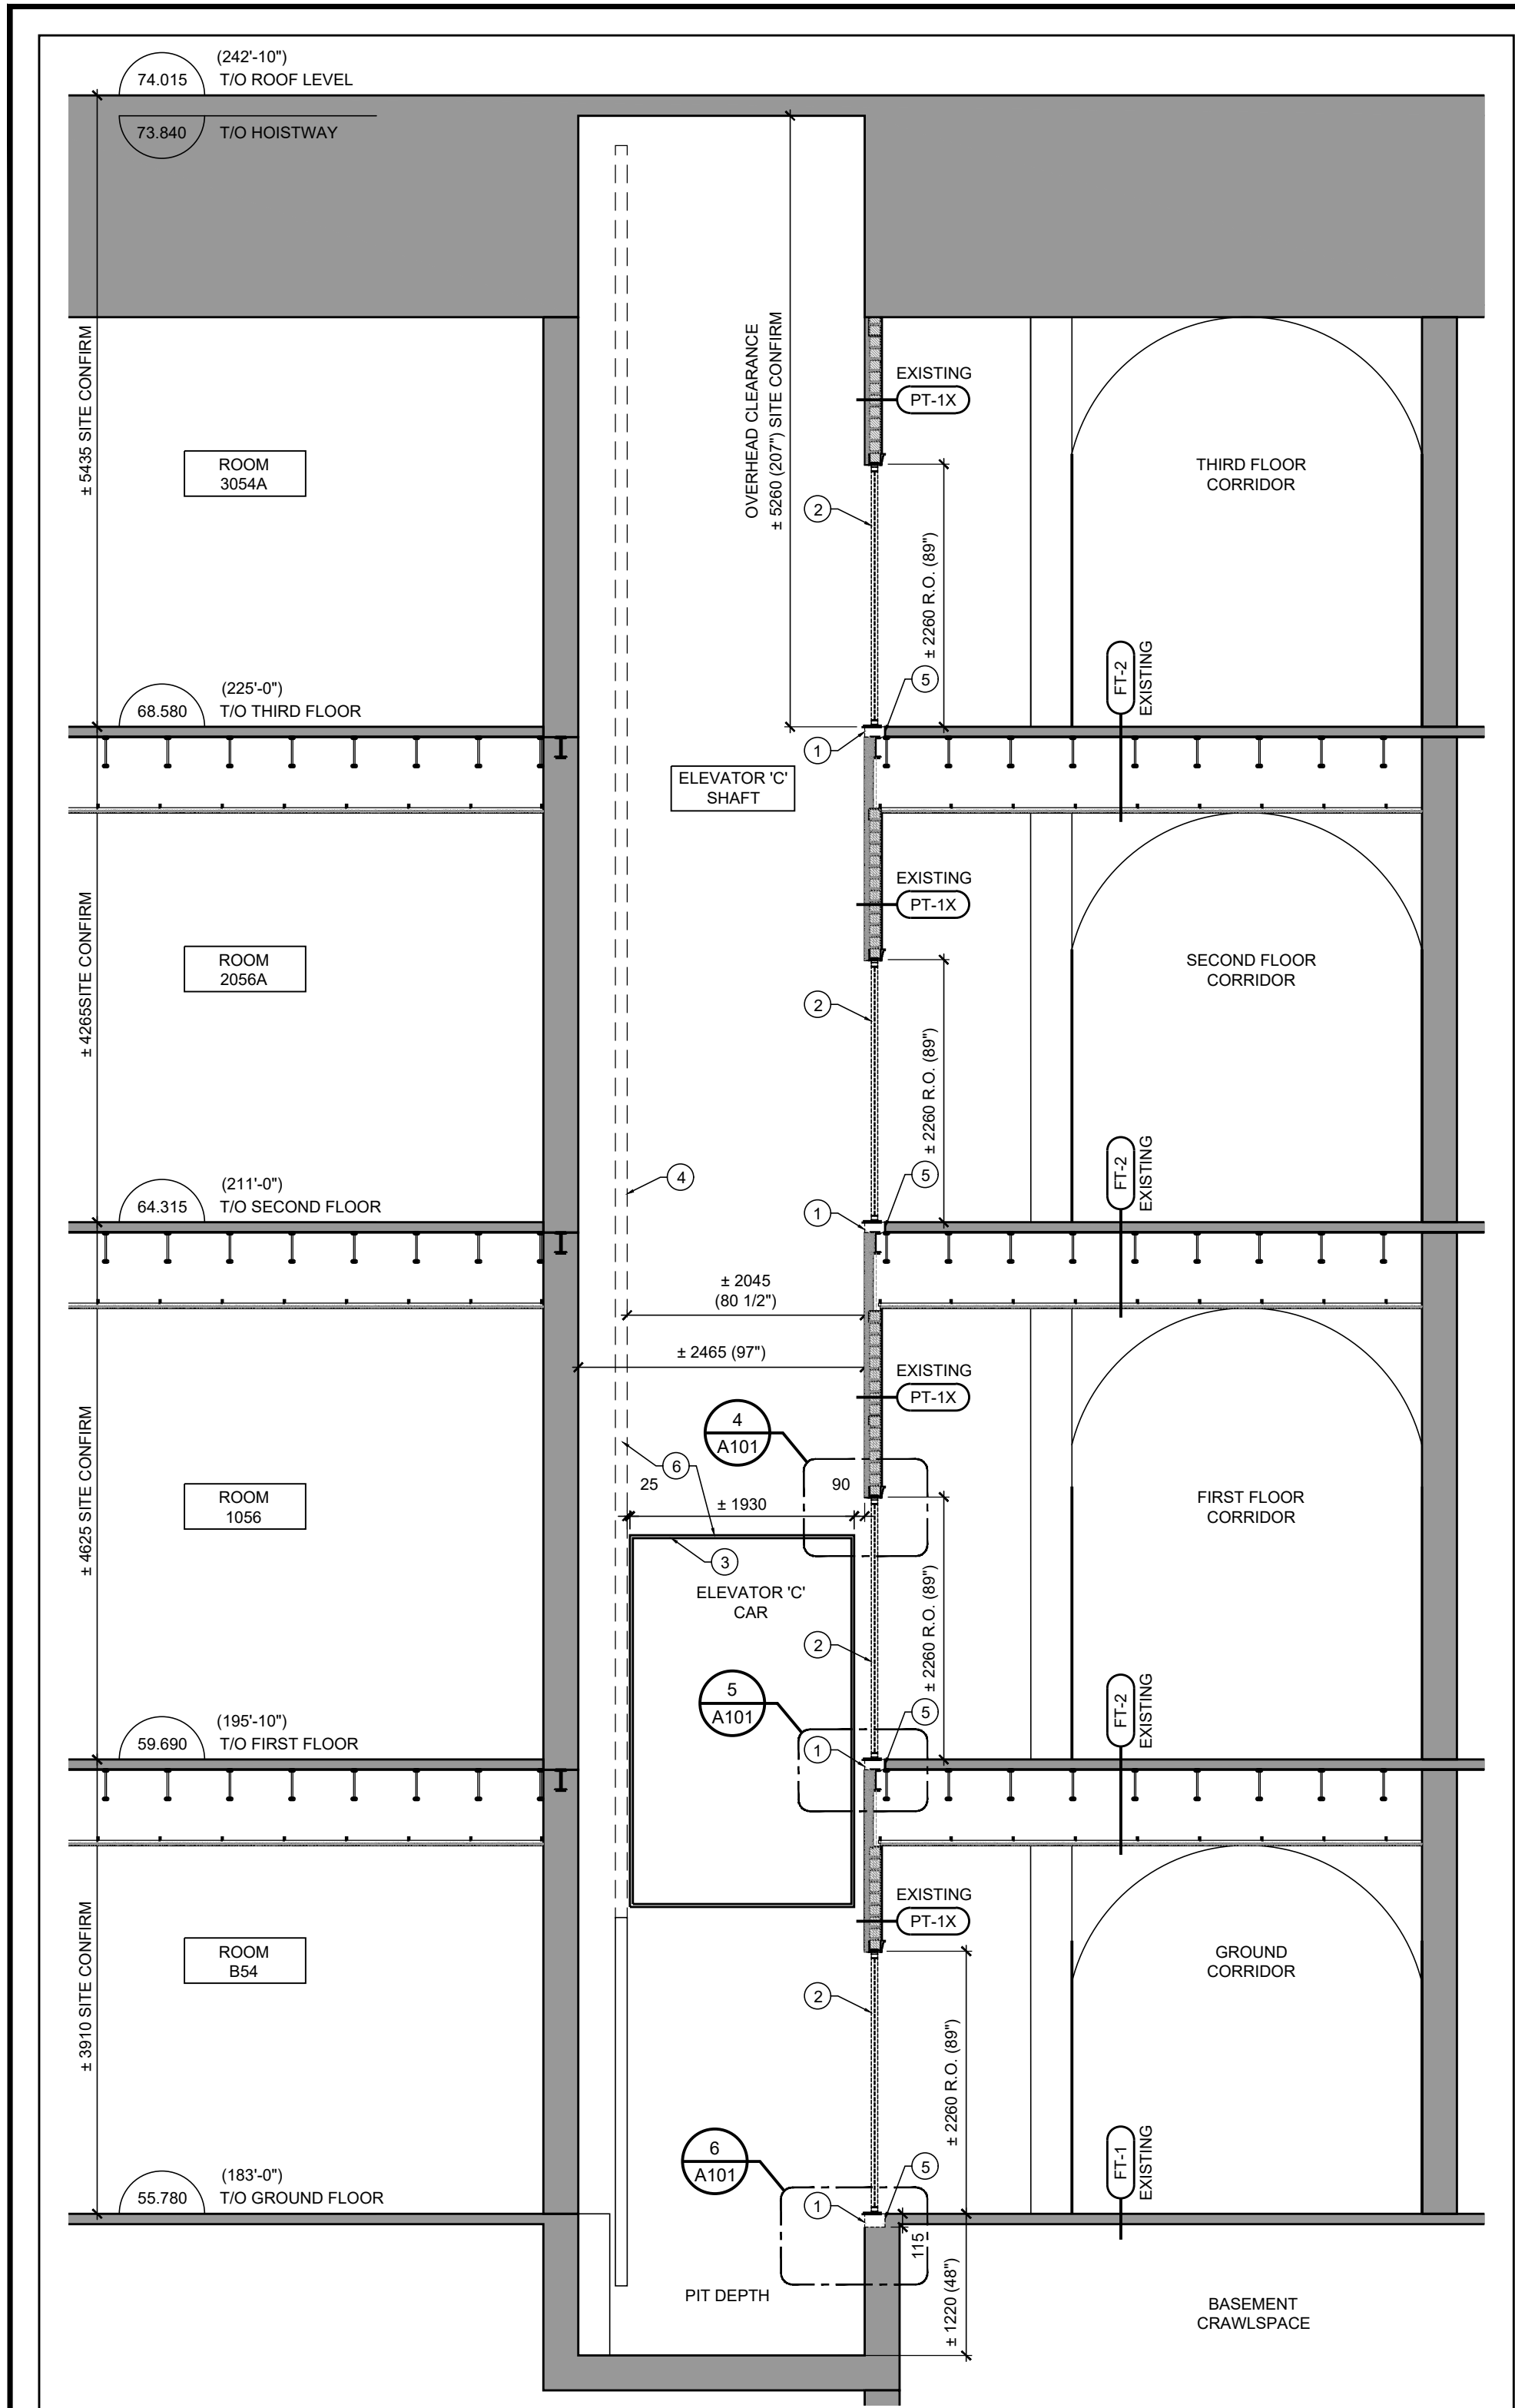 (242'-10")
74.015 T/O ROOF LEVEL
73.840 T/O HOISTWAY
± 5435 SITE CONFIRM
OVERHEAD CLEARANCE
± 5260 (207") SITE CONFIRM
EXISTING
PT-1X
ROOM
3054A
THIRD FLOOR
CORRIDOR
2
± 2260 R.O. (89")
FT-2
EXISTING
5
(225'-0")
68.580 T/O THIRD FLOOR
1
ELEVATOR 'C'
SHAFT
± 4265SITE CONFIRM
EXISTING
PT-1X
ROOM
2056A
SECOND FLOOR
CORRIDOR
2
± 2260 R.O. (89")
FT-2
EXISTING
4
5
(211'-0")
64.315 T/O SECOND FLOOR
1
± 2045
(80 1/2")
± 2465 (97")
EXISTING
PT-1X
± 4625 SITE CONFIRM
4
A101
6
25
90
± 1930
ROOM
1056
FIRST FLOOR
CORRIDOR
3
ELEVATOR 'C'
CAR
2
± 2260 R.O. (89")
FT-2
EXISTING
5
A101
5
(195'-10")
59.690 T/O FIRST FLOOR
1
EXISTING
PT-1X
± 3910 SITE CONFIRM
ROOM
B54
GROUND
CORRIDOR
2
± 2260 R.O. (89")
FT-1
EXISTING
6
A101
5
(183'-0")
55.780 T/O GROUND FLOOR
1
115
± 1220 (48")
PIT DEPTH
BASEMENT
CRAWLSPACE